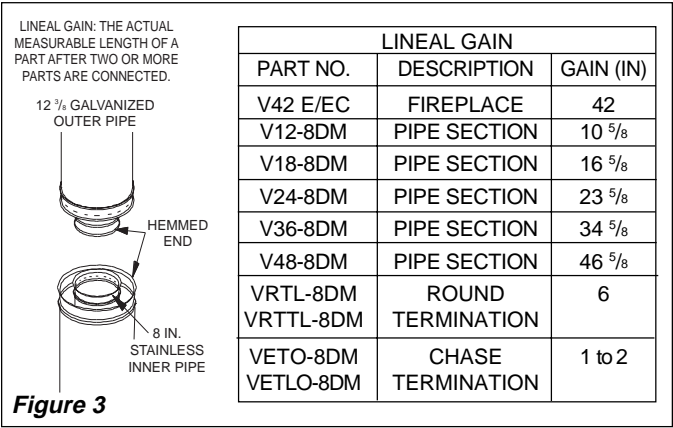 LINEAL GAIN: THE ACTUAL
MEASURABLE LENGTH OF A
PART AFTER TWO OR MORE
PARTS ARE CONNECTED.
12 3/8 GALVANIZED
OUTER PIPE
HEMMED
END
8 IN.
STAINLESS
INNER PIPE
Figure 3
LINEAL GAIN
PART NO. DESCRIPTION GAIN (IN)
V42 E/EC FIREPLACE 42
V12-8DM PIPE SECTION 10 5/8
V18-8DM PIPE SECTION 16 5/8
V24-8DM PIPE SECTION 23 5/8
V36-8DM PIPE SECTION 34 5/8
V48-8DM PIPE SECTION 46 5/8
VRTL-8DM ROUND 6
VRTTL-8DM TERMINATION
VETO-8DM CHASE 1 to 2
VETLO-8DM TERMINATION